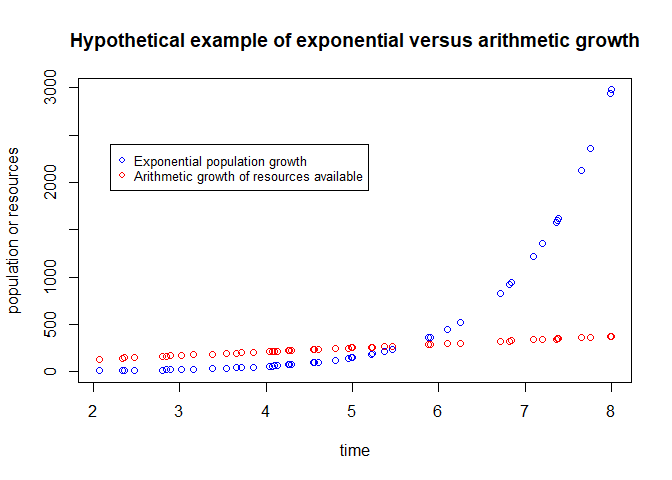 Hypothetical example of exponential versus arithmetic growth
3000
2000
1000
500
0
population or resources
Exponential population growth
Arithmetic growth of resources available
2 3 4 5 6 7 8
time